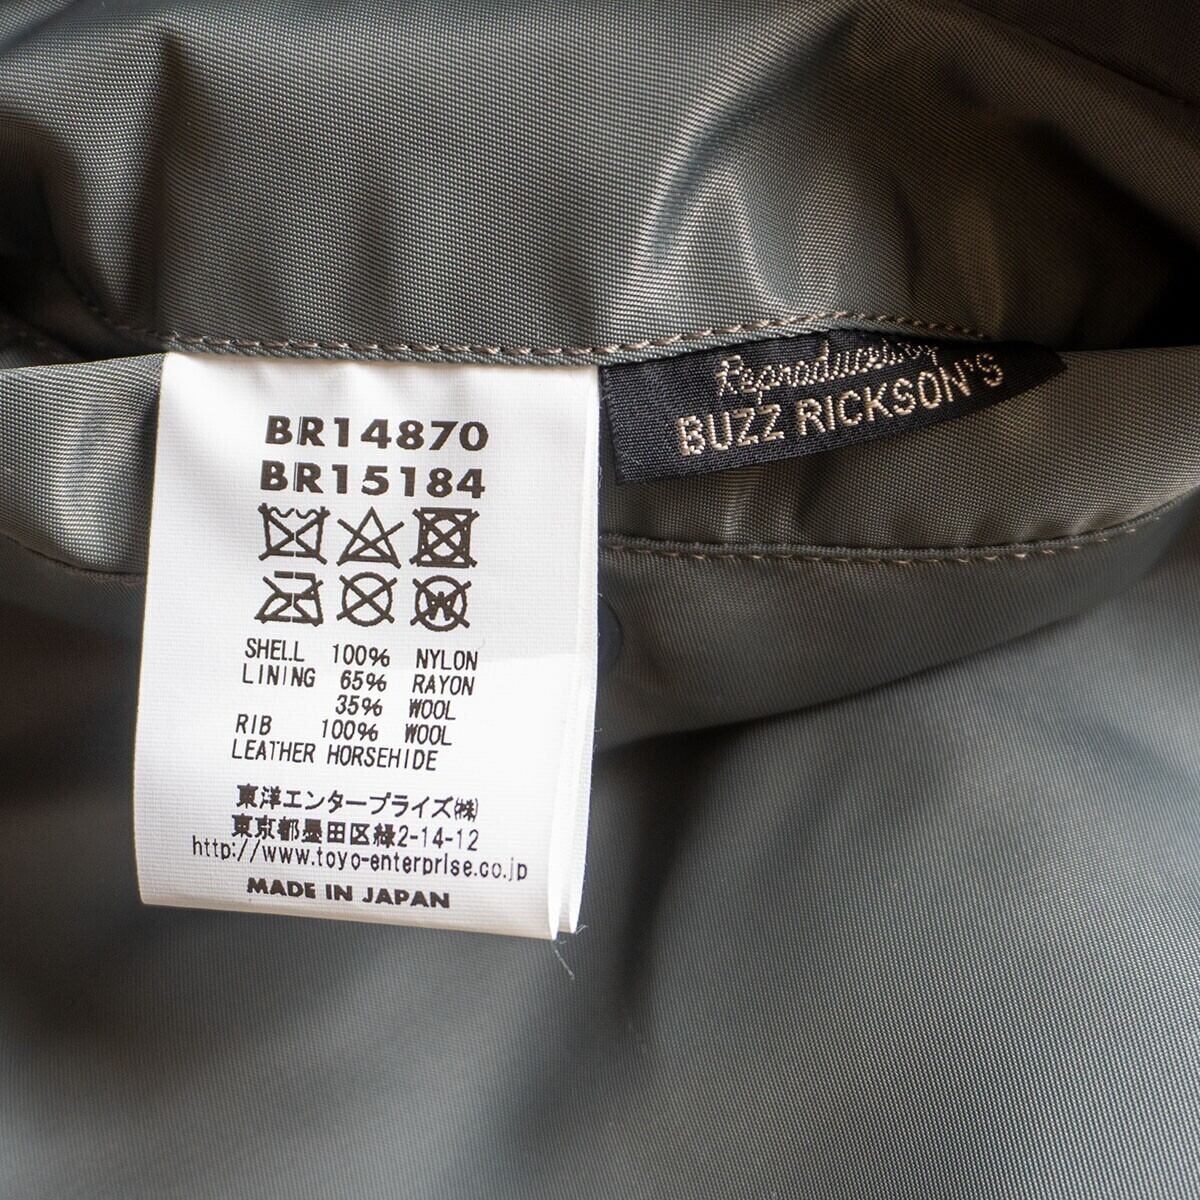 BR14870
BR15184
SHELL 100% NYLON
LINING 65% RAYON
35% WOOL
RIB 100% WOOL
LEATHER HORSEHIDE
東洋エンタープライズ㈱
東京都墨田区緑2-14-12
http://www.toyo-enterprise.co.jp
MADE IN JAPAN
Reproduced by
BUZZ RICKSON'S